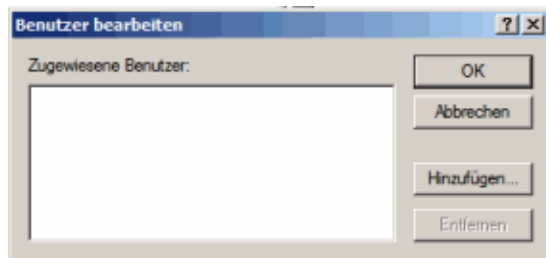 Benutzer bearbeiten
Zugewiesene Benutzer:
OK
Abbrechen
Hinzufügen...
Entfernen